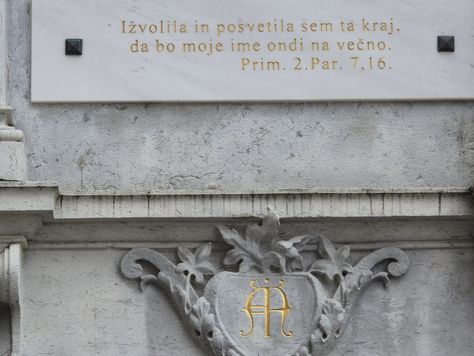 Izvolila in posvetila sem ta kraj,
da bo moje ime ondi na večno.
Prim. 2. Par. 7,16.